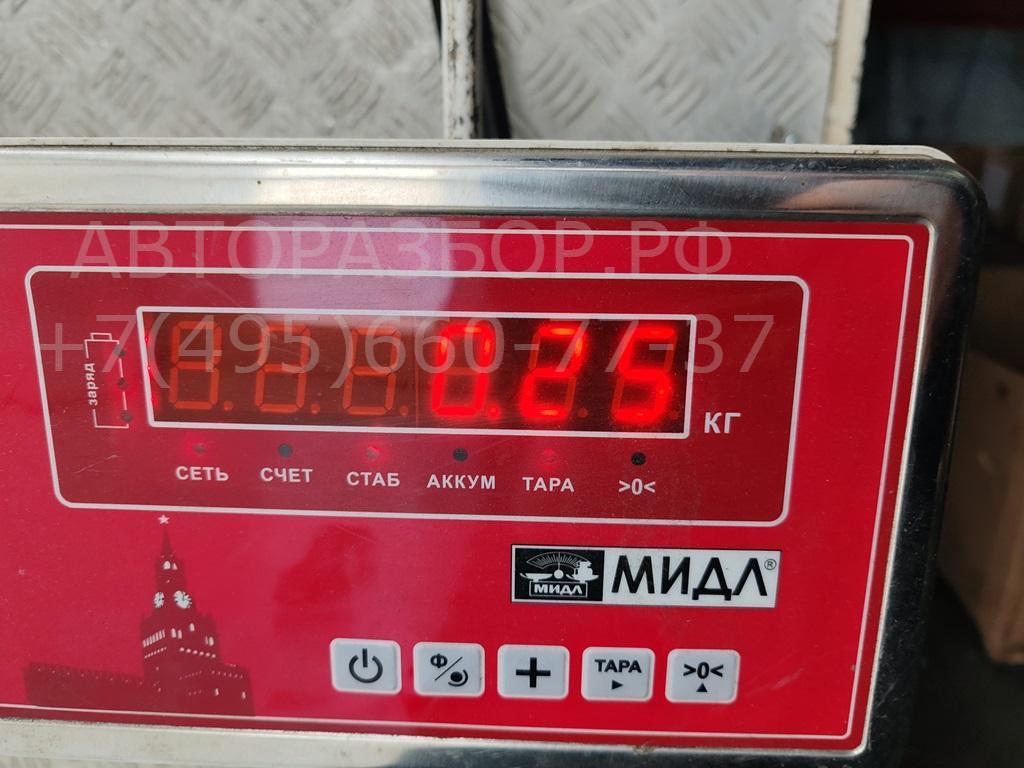 АВТОРАЗБОР.РФ
+7(495)660-77-37
заряд
0.25
КГ
СЕТЬ СЧЕТ СТАБ АККУМ ТАРА >0<
МИДЛ МИДЛ®
Ф ТАРА >0<